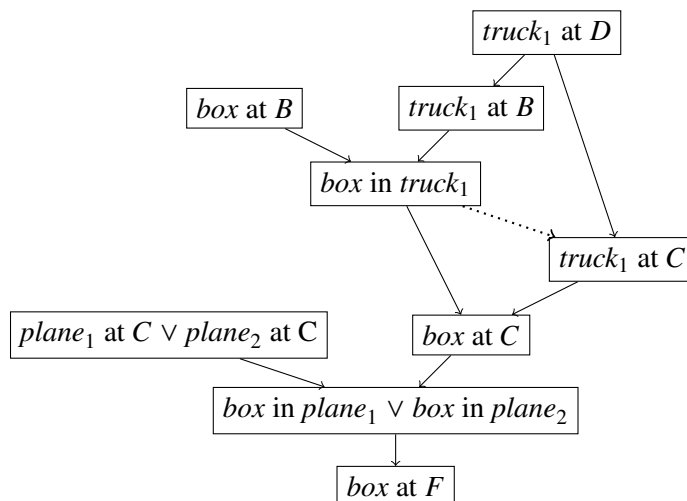 truck₁ at D
box at B
truck₁ at B
box in truck₁
truck₁ at C
plane₁ at C ∨ plane₂ at C
box at C
box in plane₁ ∨ box in plane₂
box at F